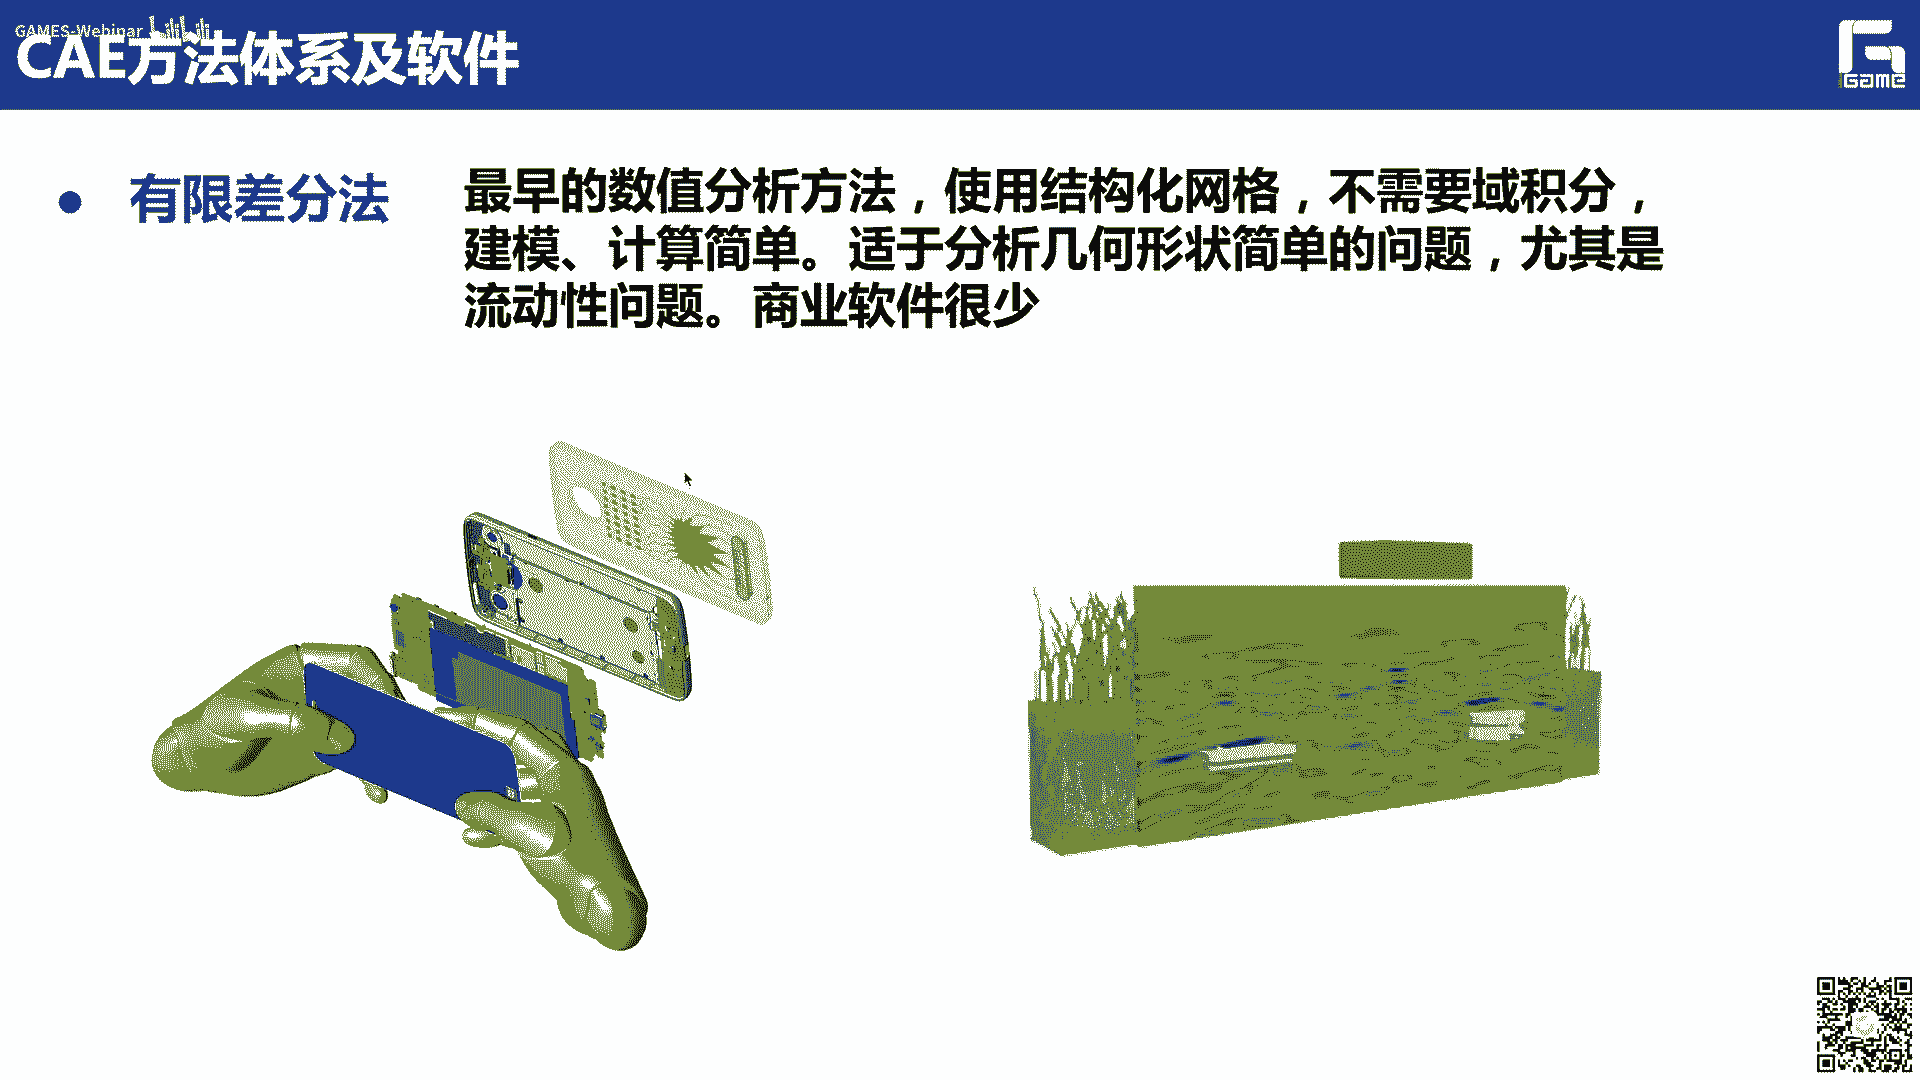 GAMES-Webinar
CAE方法体系及软件
Game
有限差分法
最早的数值分析方法，使用结构化网格，不需要域积分，
建模、计算简单。适于分析几何形状简单的问题，尤其是
流动性问题。商业软件很少